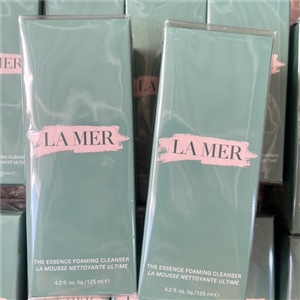 LA MER
THE ESSENCE FOAMING CLEANSER
LA MOUSSE NETTOYANTE ULTIME
4.2 fl. oz. liq./125 ml ℮
LA MER
THE ESSENCE FOAMING CLEANSER
LA MOUSSE NETTOYANTE ULTIME
4.2 fl. oz. liq./125 ml ℮